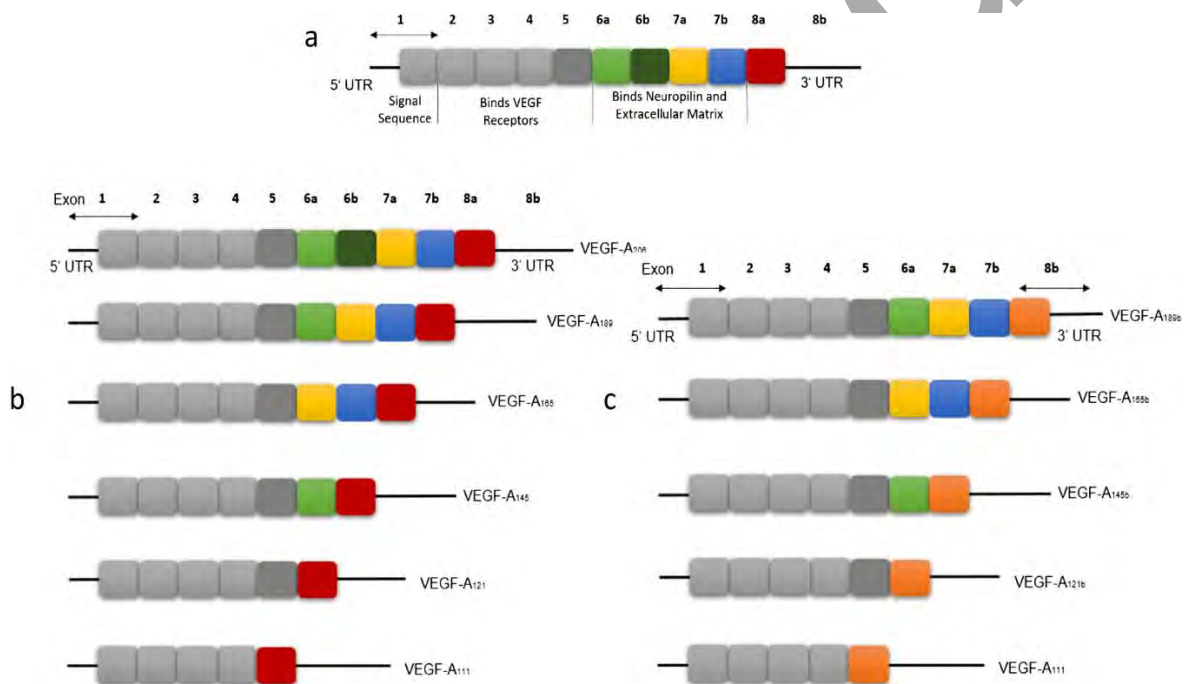 1 2 3 4 5 6a 6b 7a 7b 8a 8b
a
5' UTR
3' UTR
Signal Sequence
Binds VEGF Receptors
Binds Neuropilin and Extracellular Matrix
Exon 1 2 3 4 5 6a 6b 7a 7b 8a 8b
5' UTR
3' UTR
VEGF-A206
VEGF-A189
b
VEGF-A165
VEGF-A145
VEGF-A121
VEGF-A111
Exon 1 2 3 4 5 6a 7a 7b 8b
5' UTR
3' UTR
VEGF-A189b
c
VEGF-A165b
VEGF-A145b
VEGF-A121b
VEGF-A111